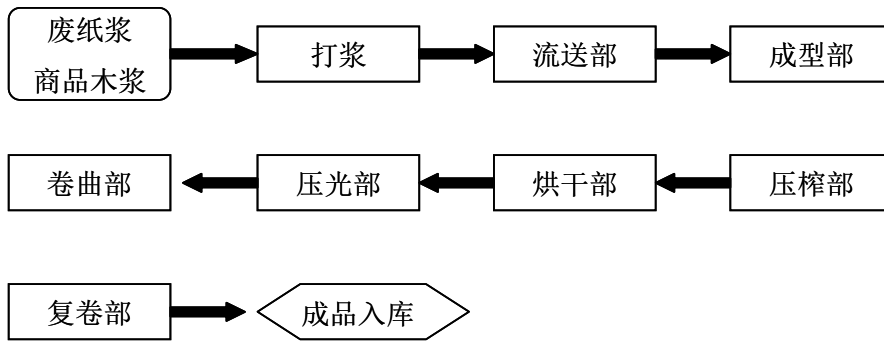 废纸浆
商品木浆
打浆
流送部
成型部
卷曲部
压光部
烘干部
压榨部
复卷部
成品入库